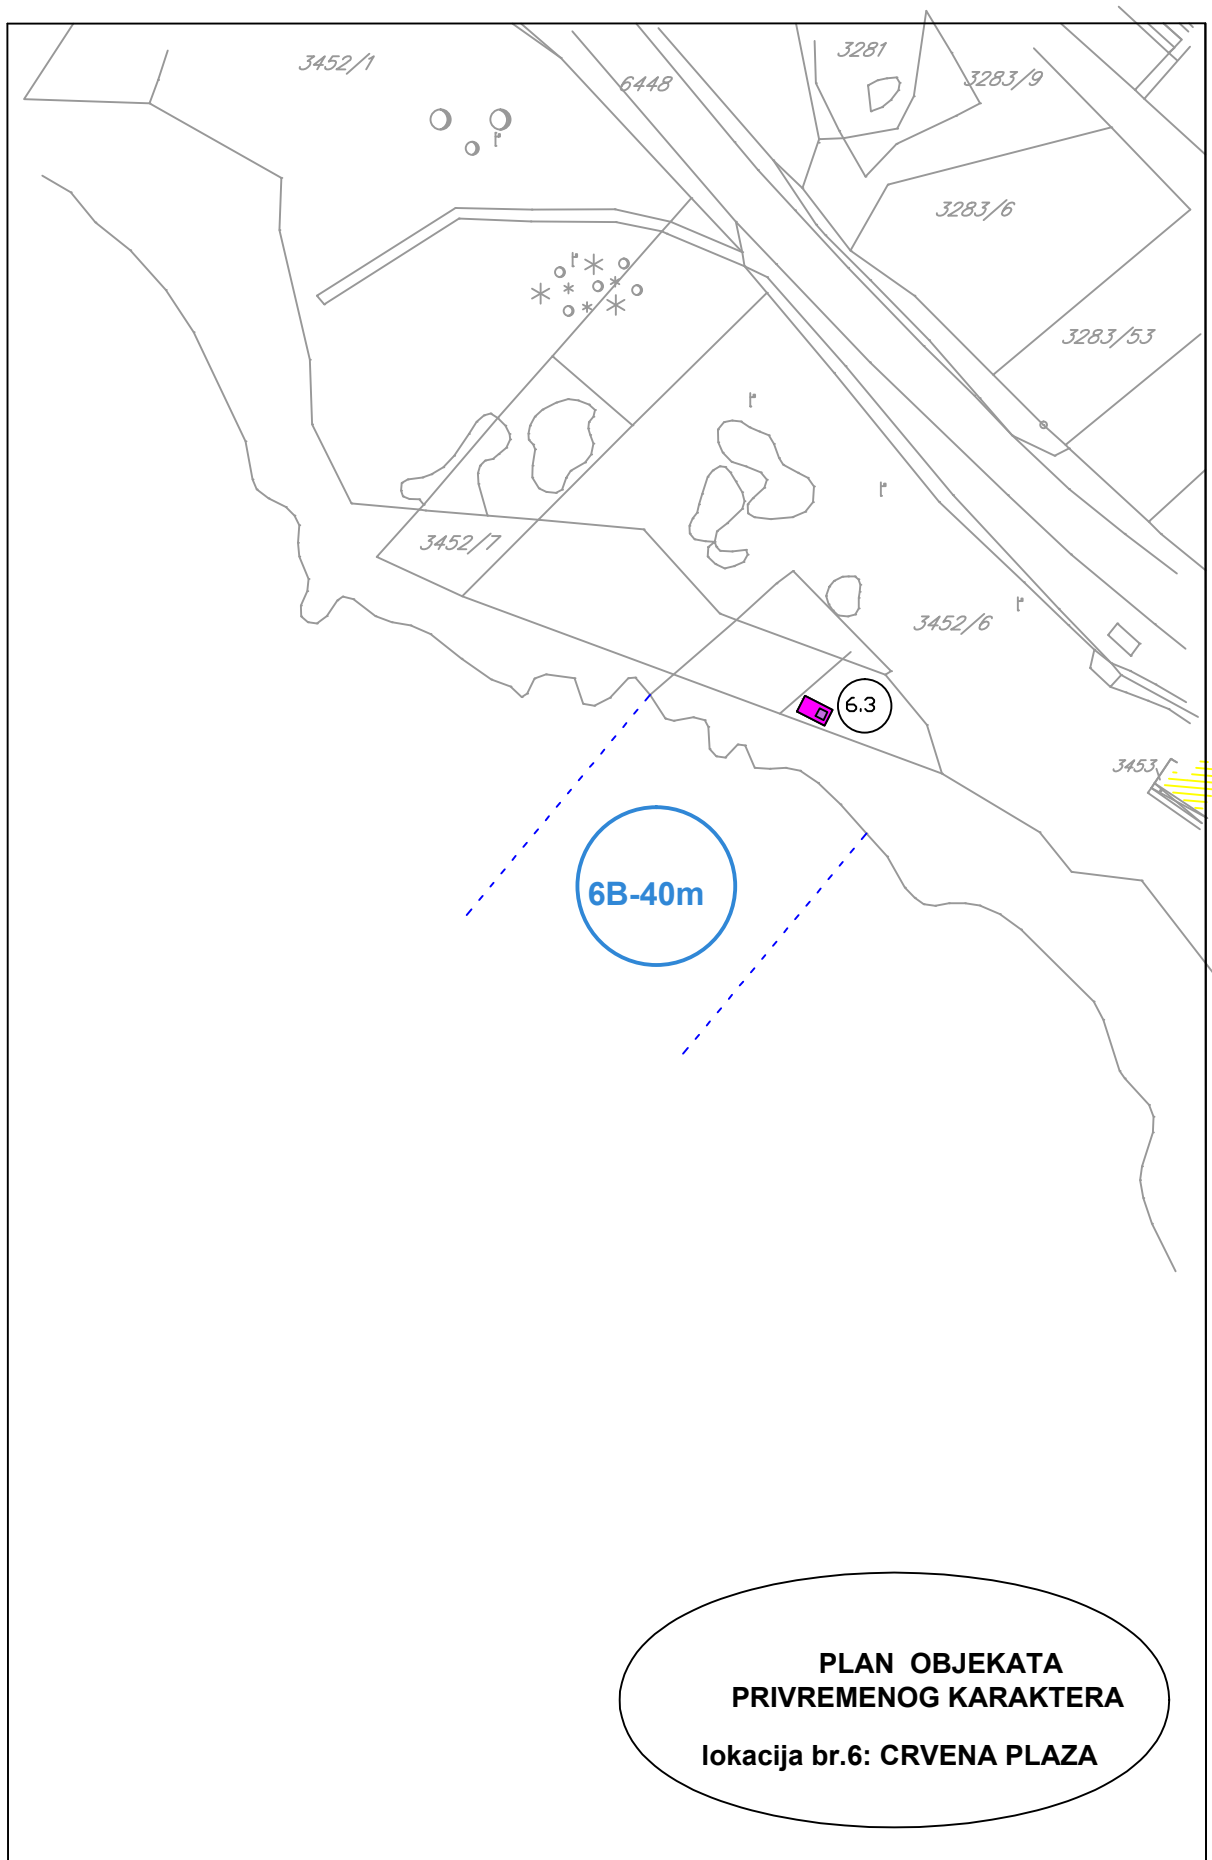 3452/1
6448
3281
3283/9
3283/6
3283/53
3452/7
3452/6
6.3
3453
6B-40m
PLAN OBJEKATA
PRIVREMENOG KARAKTERA
lokacija br.6: CRVENA PLAZA